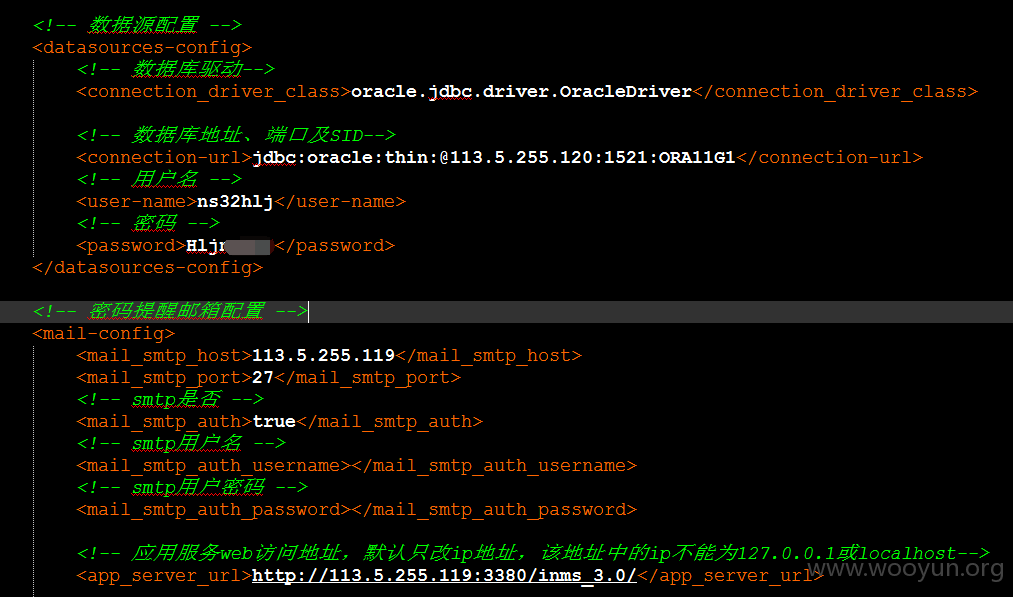 <!-- 数据源配置 -->
<datasources-config>
<!-- 数据库驱动-->
<connection_driver_class>oracle.jdbc.driver.OracleDriver</connection_driver_class>
<!-- 数据库地址、端口及SID-->
<connection-url>jdbc:oracle:thin:@113.5.255.120:1521:ORA11G1</connection-url>
<!-- 用户名 -->
<user-name>ns32hlj</user-name>
<!-- 密码 -->
<password>Hlj</password>
</datasources-config>
<!-- 密码提醒邮箱配置 -->
<mail-config>
<mail_smtp_host>113.5.255.119</mail_smtp_host>
<mail_smtp_port>27</mail_smtp_port>
<!-- smtp是否 -->
<mail_smtp_auth>true</mail_smtp_auth>
<!-- smtp用户名 -->
<mail_smtp_auth_username></mail_smtp_auth_username>
<!-- smtp用户密码 -->
<mail_smtp_auth_password></mail_smtp_auth_password>
<!-- 应用服务web访问地址，默认只改ip地址，该地址中的ip不能为127.0.0.1或localhost-->
<app_server_url>http://113.5.255.119:3380/inms_3.0/</app_server_url>
www.wooyun.org